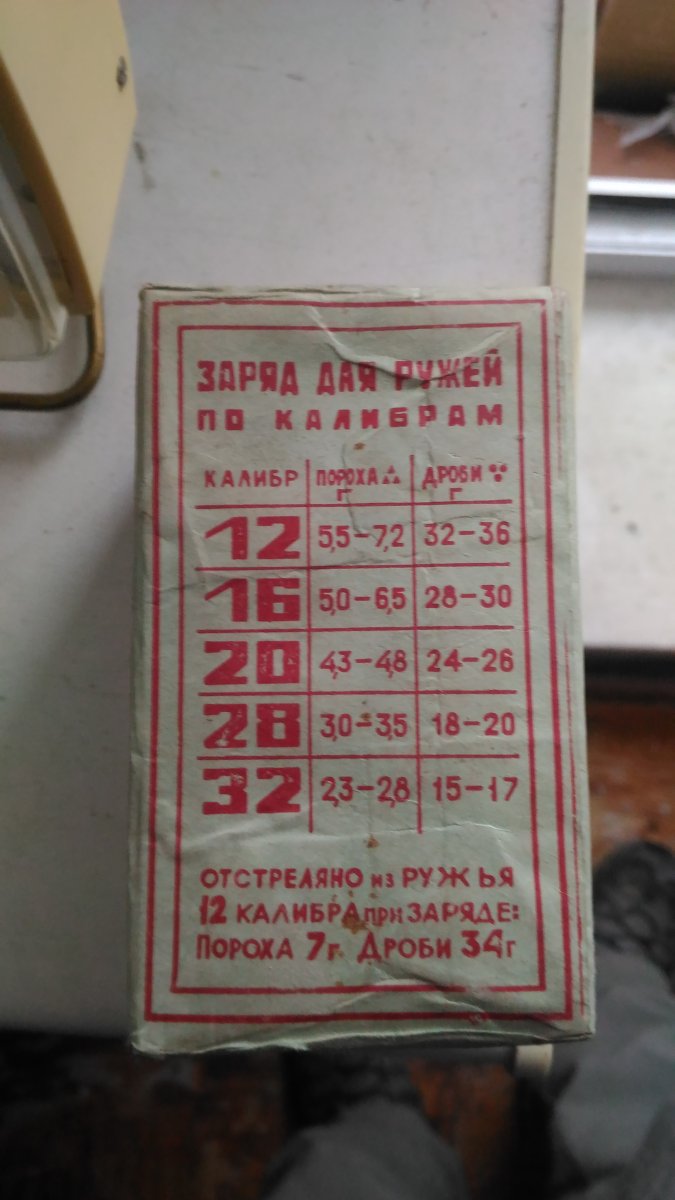 ЗАРЯД ДЛЯ РУЖЕЙ
ПО КАЛИБРАМ
КАЛИБР ПОРОХА г ДРОБИ г
12 5,5-7,2 32-36
16 5,0-6,5 28-30
20 4,3-4,8 24-26
28 3,0-3,5 18-20
32 2,3-2,8 15-17
ОТСТРЕЛЯНО из РУЖЬЯ
12 КАЛИБРА при ЗАРЯДЕ:
ПОРОХА 7г ДРОБИ 34г